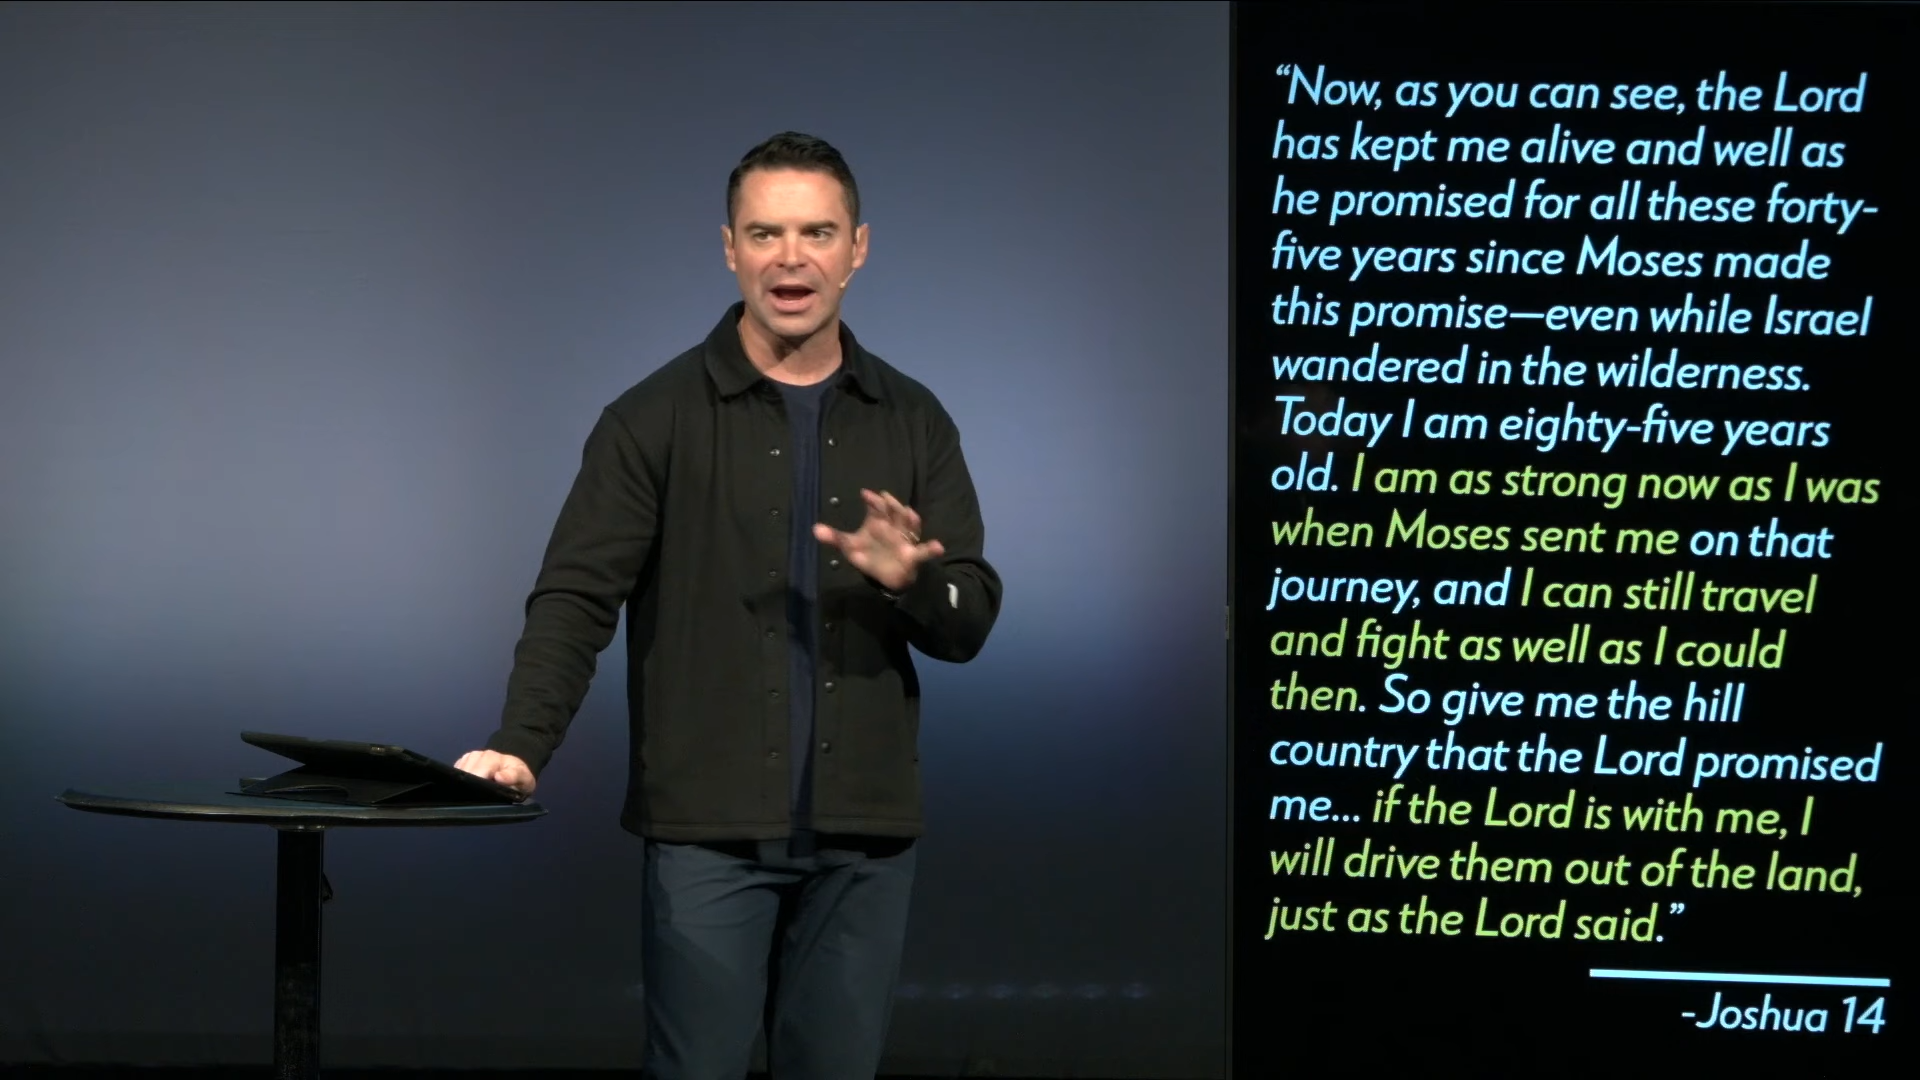 “Now, as you can see, the Lord
has kept me alive and well as
he promised for all these forty-
five years since Moses made
this promise—even while Israel
wandered in the wilderness.
Today I am eighty-five years
old. I am as strong now as I was
when Moses sent me on that
journey, and I can still travel
and fight as well as I could
then. So give me the hill
country that the Lord promised
me... if the Lord is with me, I
will drive them out of the land,
just as the Lord said.”
-Joshua 14